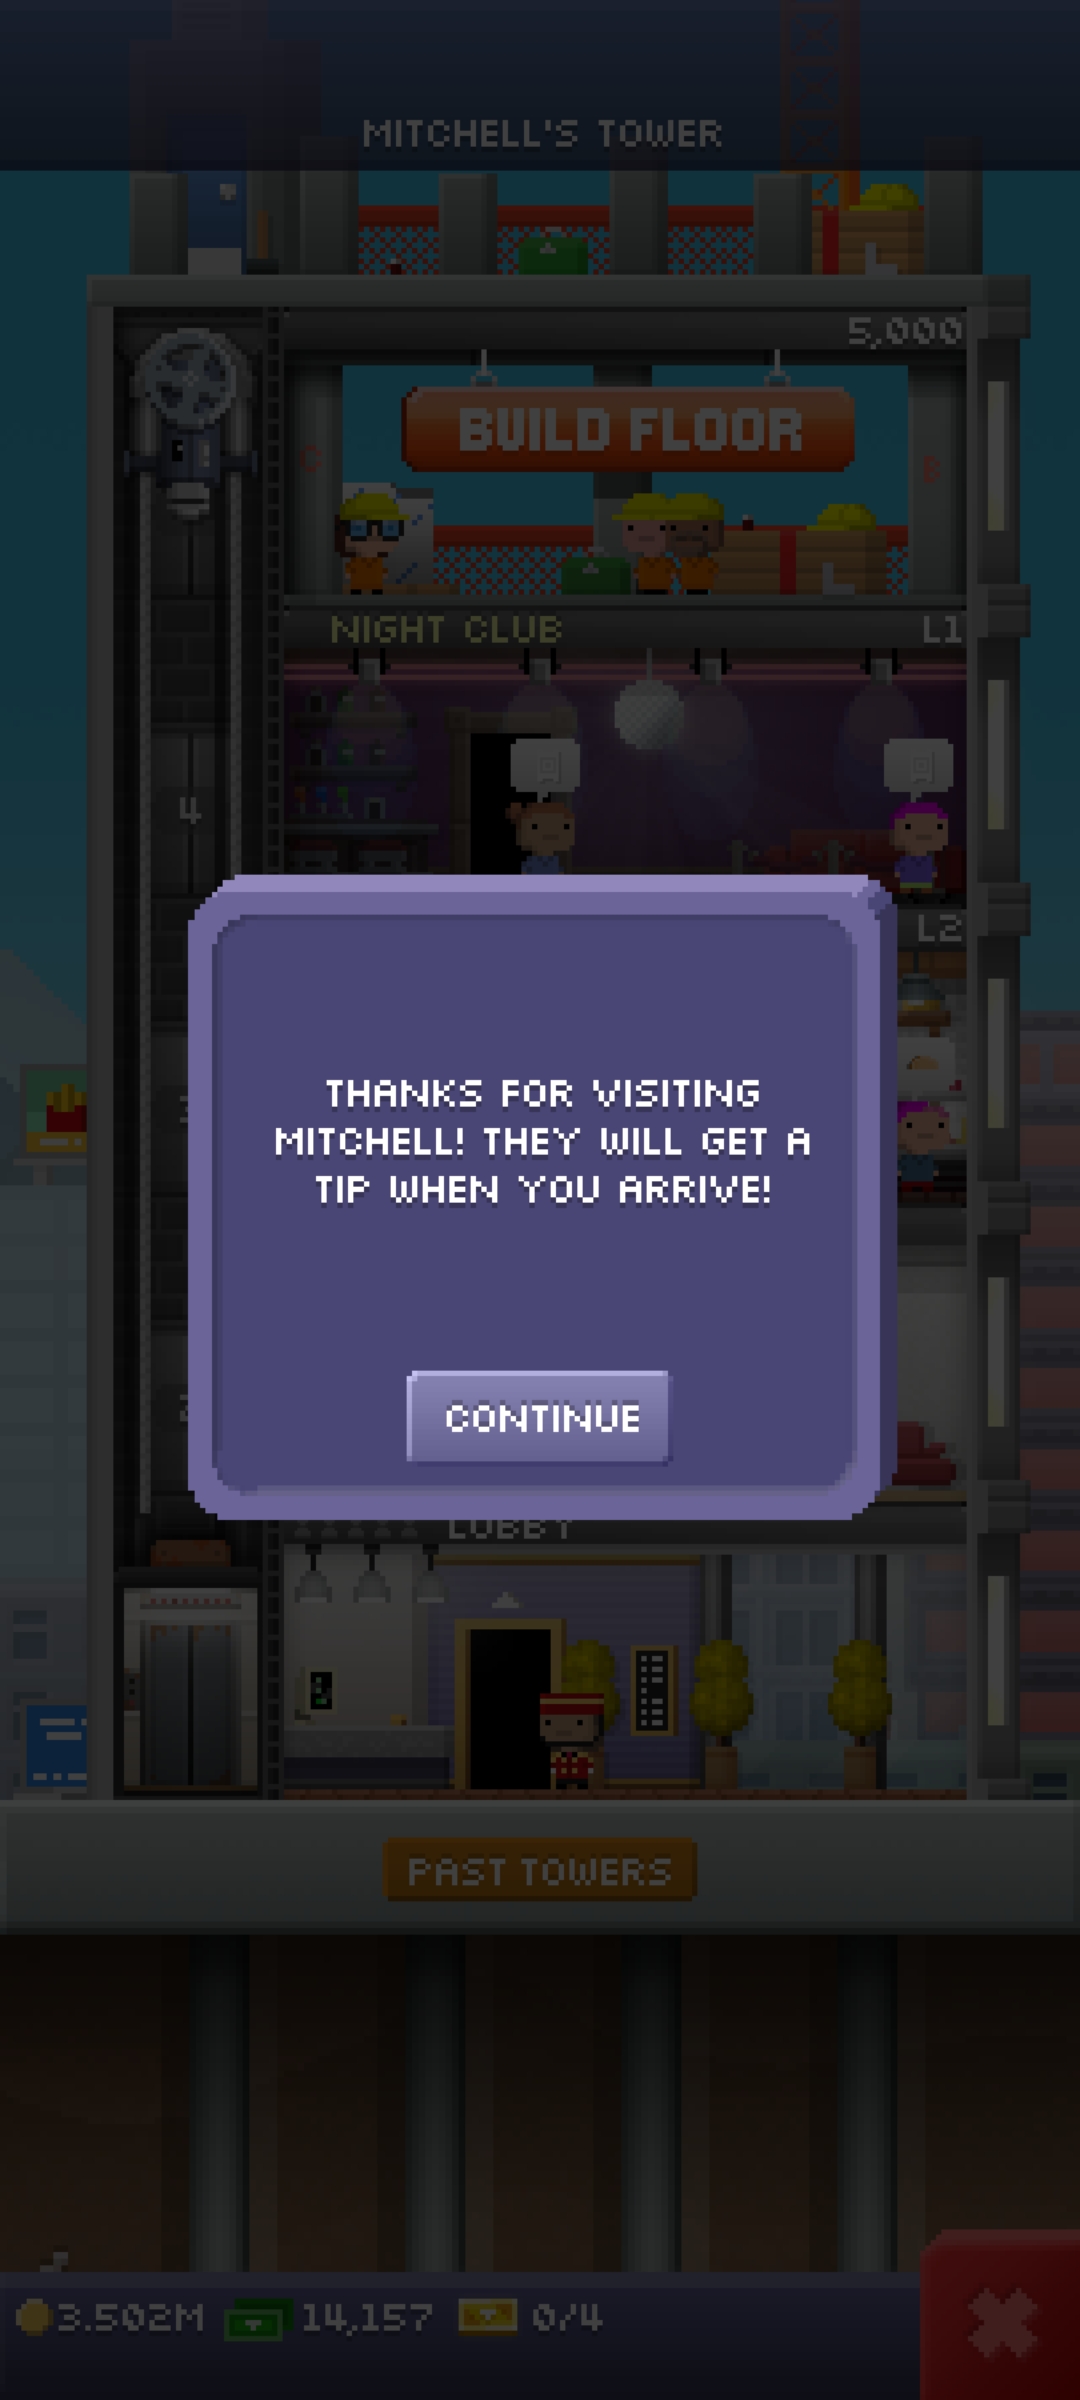 MITCHELL'S TOWER
5,000
BUILD FLOOR
C
B
NIGHT CLUB
L1
4
L2
THANKS FOR VISITING
MITCHELL! THEY WILL GET A
TIP WHEN YOU ARRIVE!
CONTINUE
LOBBY
PAST TOWERS
3.502M
14,157
0/4